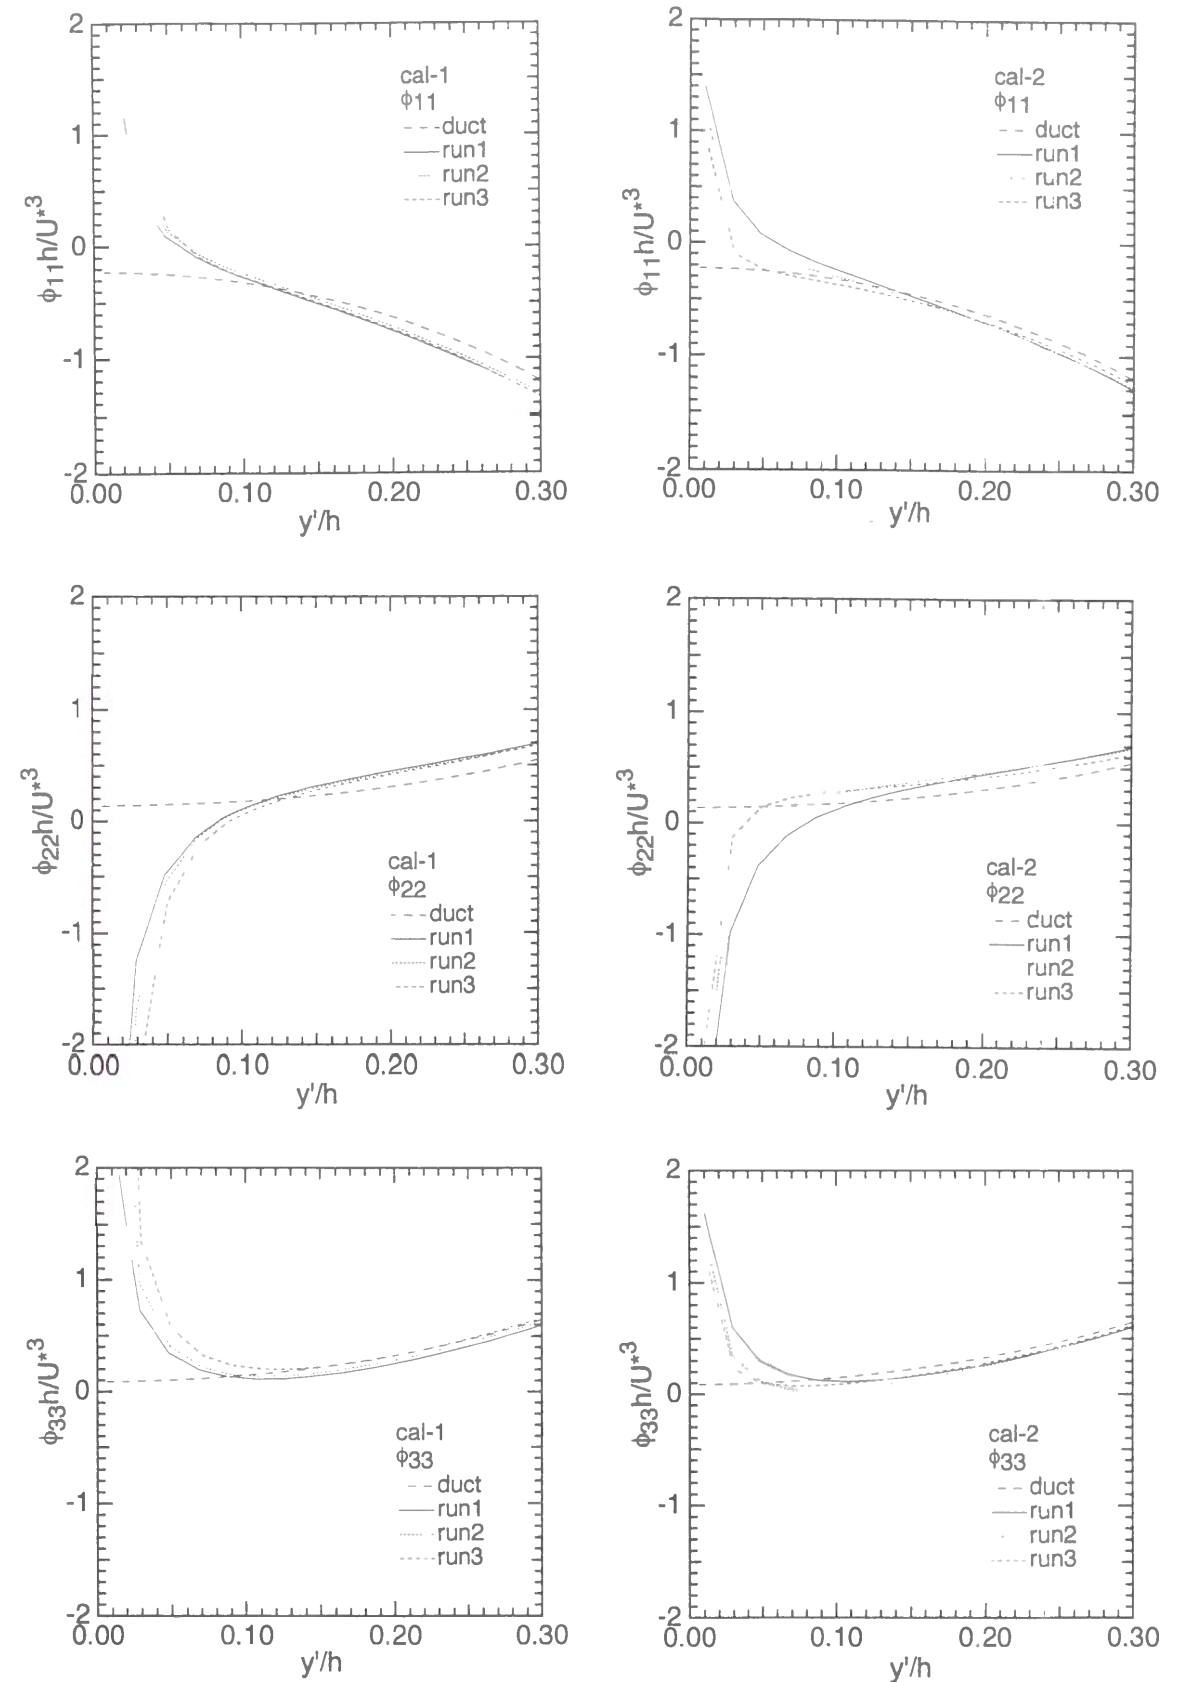 2
1
0
-1
-2
0.00 0.10 0.20 0.30
y'/h
ϕ11h/U*3
cal-1
ϕ11
duct
run1
run2
run3
2
1
0
-1
-2
0.00 0.10 0.20 0.30
y'/h
ϕ11h/U*3
cal-2
ϕ11
duct
run1
run2
run3
2
1
0
-1
-2
0.00 0.10 0.20 0.30
y'/h
ϕ22h/U*3
cal-1
ϕ22
duct
run1
run2
run3
2
1
0
-1
-2
0.00 0.10 0.20 0.30
y'/h
ϕ22h/U*3
cal-2
ϕ22
duct
run1
run2
run3
2
1
0
-1
-2
0.00 0.10 0.20 0.30
y'/h
ϕ33h/U*3
cal-1
ϕ33
duct
run1
run2
run3
2
1
0
-1
-2
0.00 0.10 0.20 0.30
y'/h
ϕ33h/U*3
cal-2
ϕ33
duct
run1
run2
run3